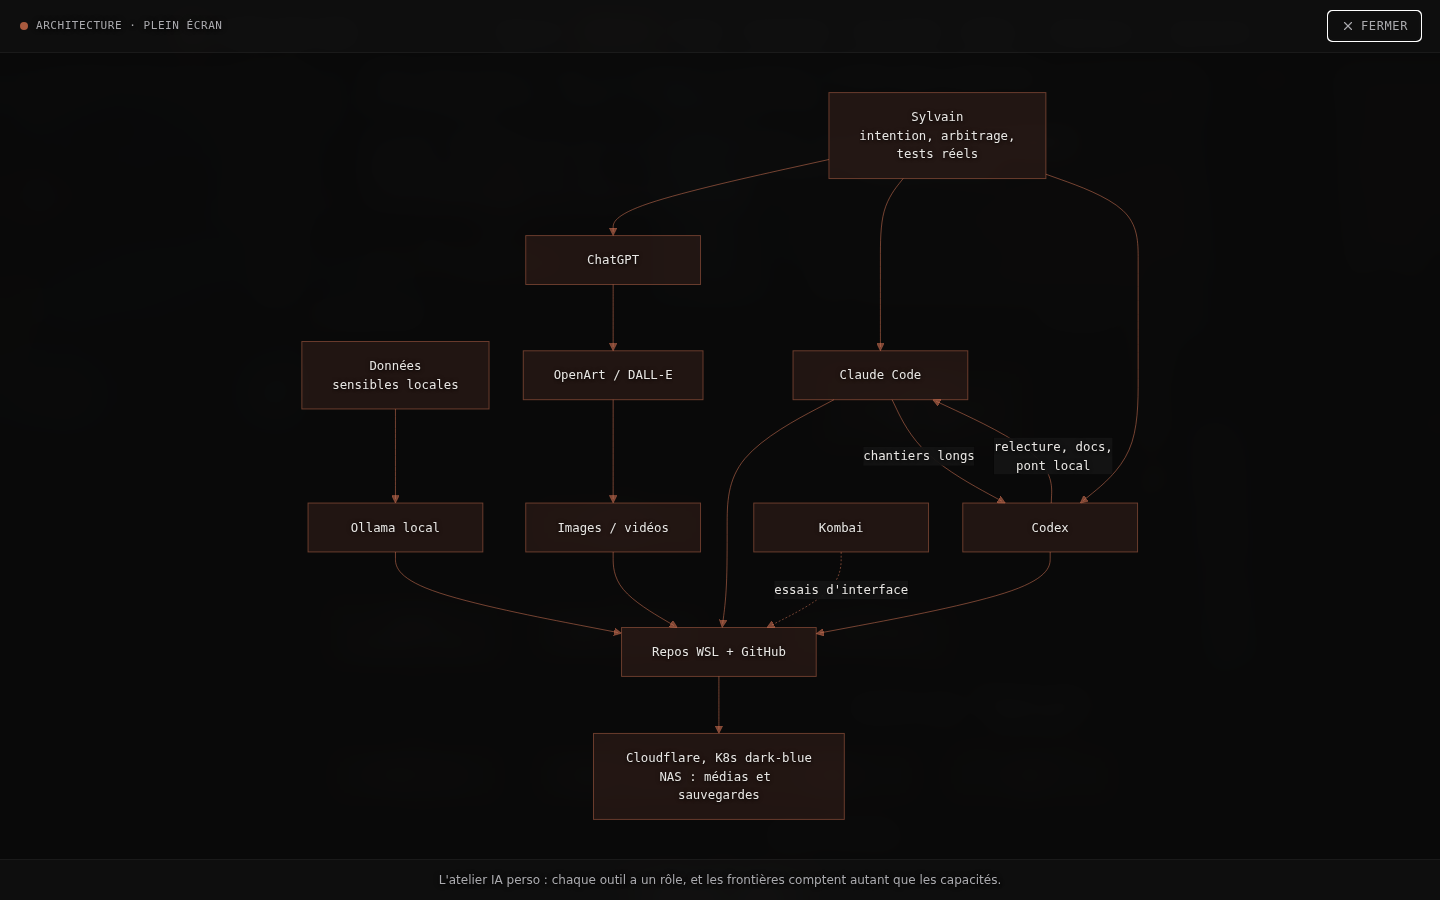 ARCHITECTURE · PLEIN ÉCRAN
× FERMER
Sylvain
intention, arbitrage,
tests réels
ChatGPT
Données
sensibles locales
OpenArt / DALL-E
Claude Code
chantiers longs
relecture, docs,
pont local
Ollama local
Images / vidéos
Kombai
Codex
essais d'interface
Repos WSL + GitHub
Cloudflare, K8s dark-blue
NAS : médias et
sauvegardes
L'atelier IA perso : chaque outil a un rôle, et les frontières comptent autant que les capacités.